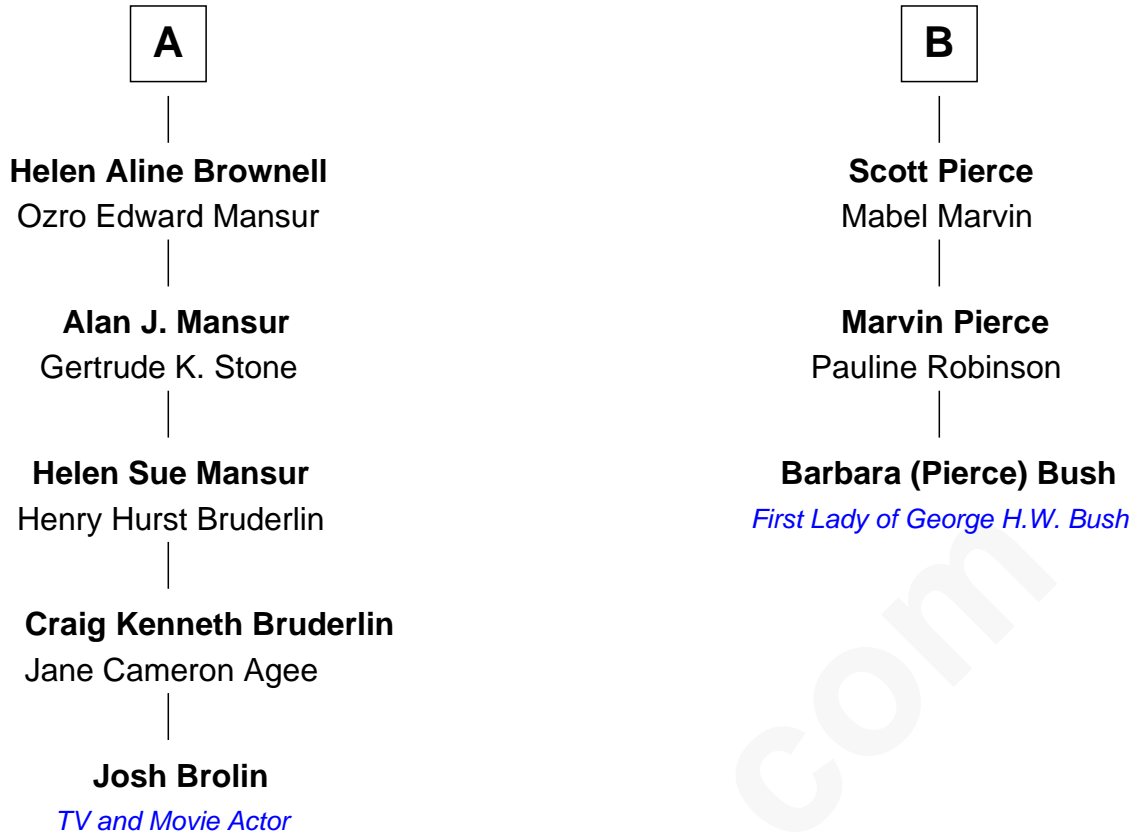 A
Helen Aline Brownell
Ozro Edward Mansur
Alan J. Mansur
Gertrude K. Stone
Helen Sue Mansur
Henry Hurst Bruderlin
Craig Kenneth Bruderlin
Jane Cameron Agee
Josh Brolin
TV and Movie Actor
B
Scott Pierce
Mabel Marvin
Marvin Pierce
Pauline Robinson
Barbara (Pierce) Bush
First Lady of George H.W. Bush
com